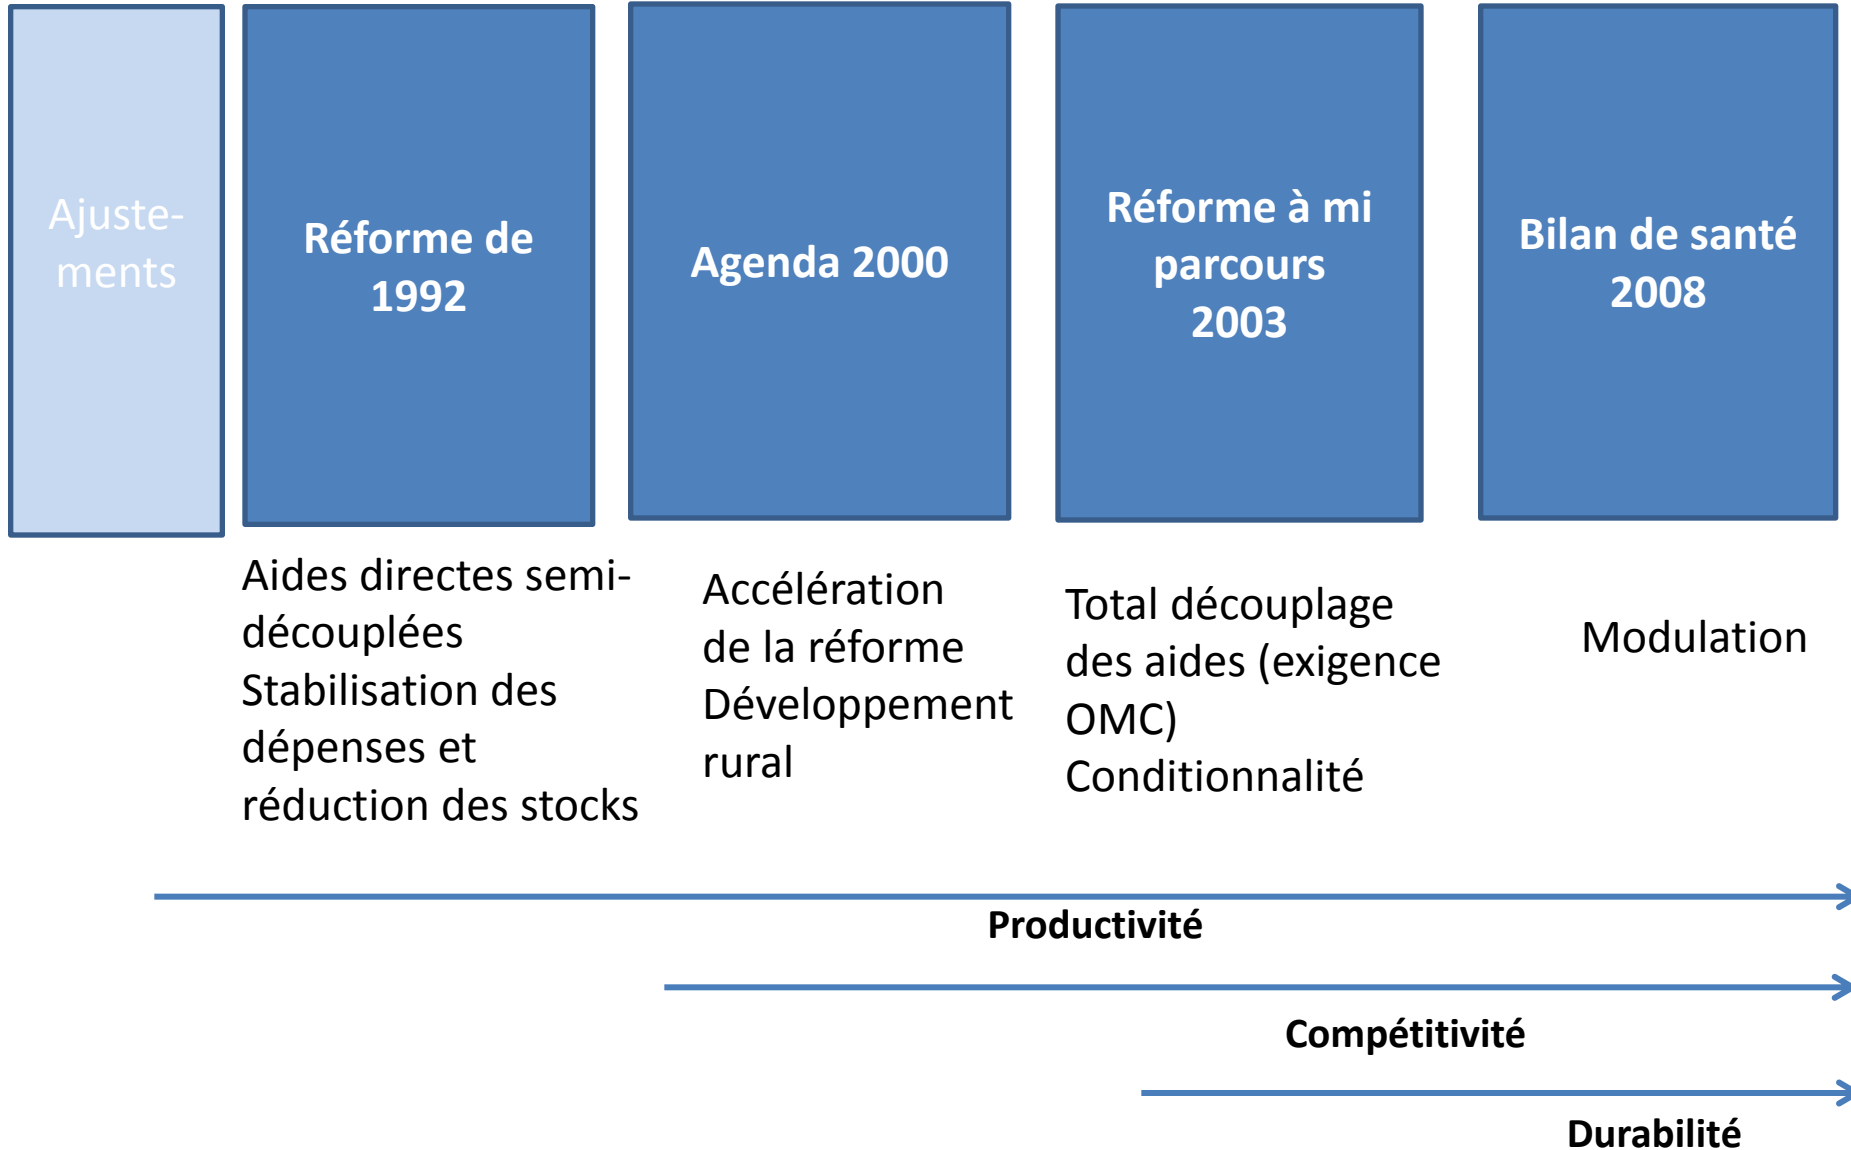 Ajuste-
ments
Réforme de
1992
Agenda 2000
Réforme à mi
parcours
2003
Bilan de santé
2008
Aides directes semi-
découplées
Stabilisation des
dépenses et
réduction des stocks
Accélération
de la réforme
Développement
rural
Total découplage
des aides (exigence
OMC)
Conditionnalité
Modulation
Productivité
Compétitivité
Durabilité